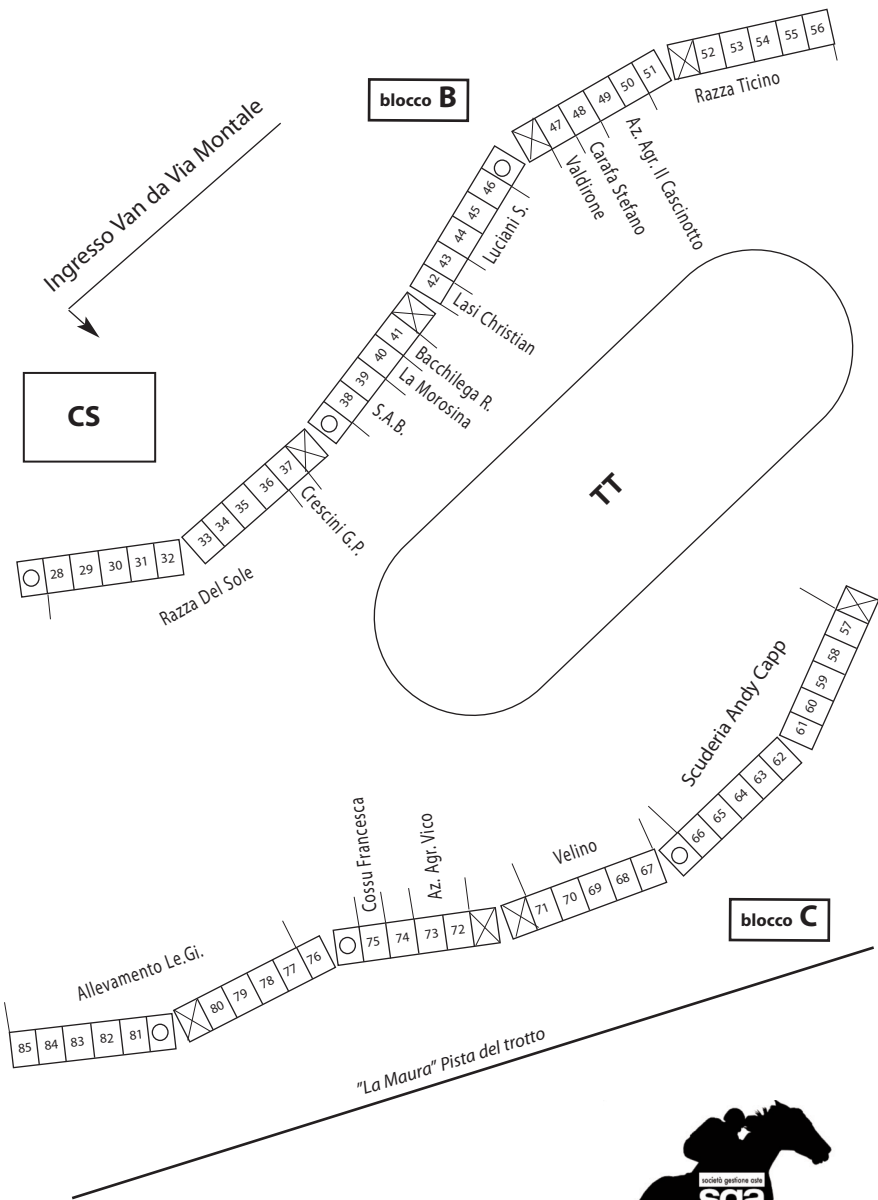 52 53 54 55 56
Razza Ticino
blocco B
47 48 49 50 51
Valdirone
Carafa Stefano
Az. Agr. Il Cascinotto
Ingresso Van da Via Montale
42 43 44 45 46
Luciani S.
Lasi Christian
38 39 40 41
Bacchilega R.
La Morosina
S.A.B.
CS
33 34 35 36 37
Crescini G.P.
TT
28 29 30 31 32
Razza Del Sole
57
58
59
60
61
Scuderia Andy Capp
66 65 64 63 62
Cossu Francesca
Az. Agr. Vico
Velino
71 70 69 68 67
blocco C
75 74 73 72
Allevamento Le.Gi.
80 79 78 77 76
85 84 83 82 81
"La Maura" Pista del trotto
società gestione aste
sga